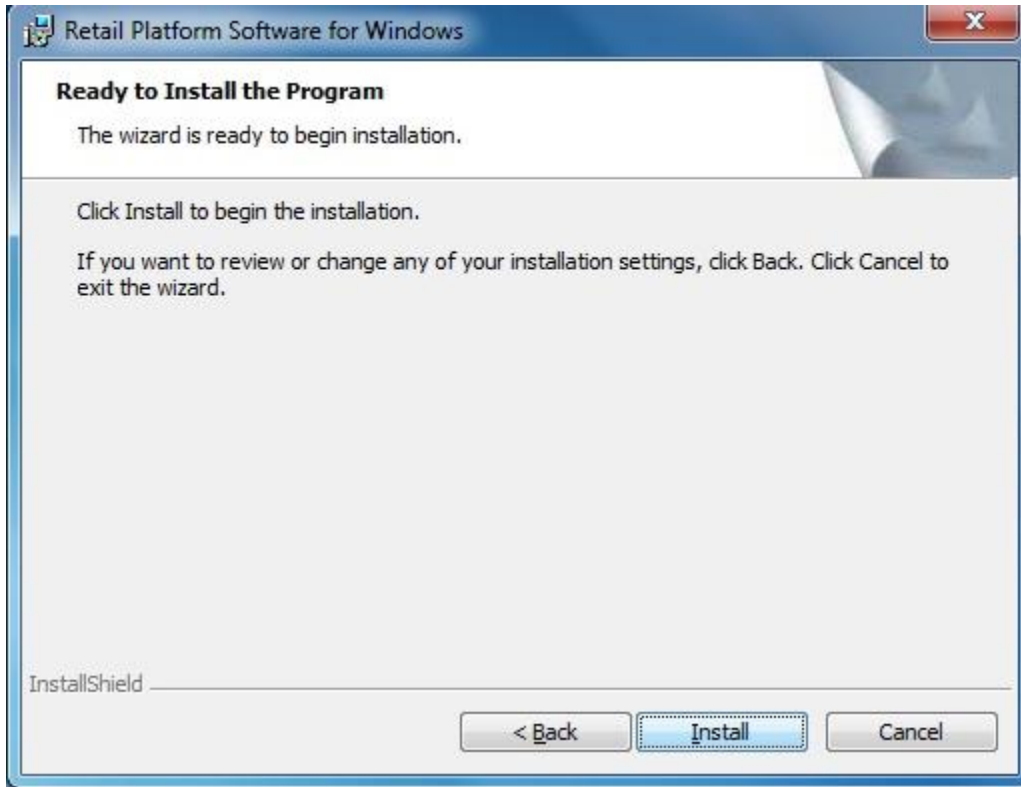 Retail Platform Software for Windows
Ready to Install the Program
The wizard is ready to begin installation.
Click Install to begin the installation.
If you want to review or change any of your installation settings, click Back. Click Cancel to
exit the wizard.
InstallShield
< Back
Install
Cancel